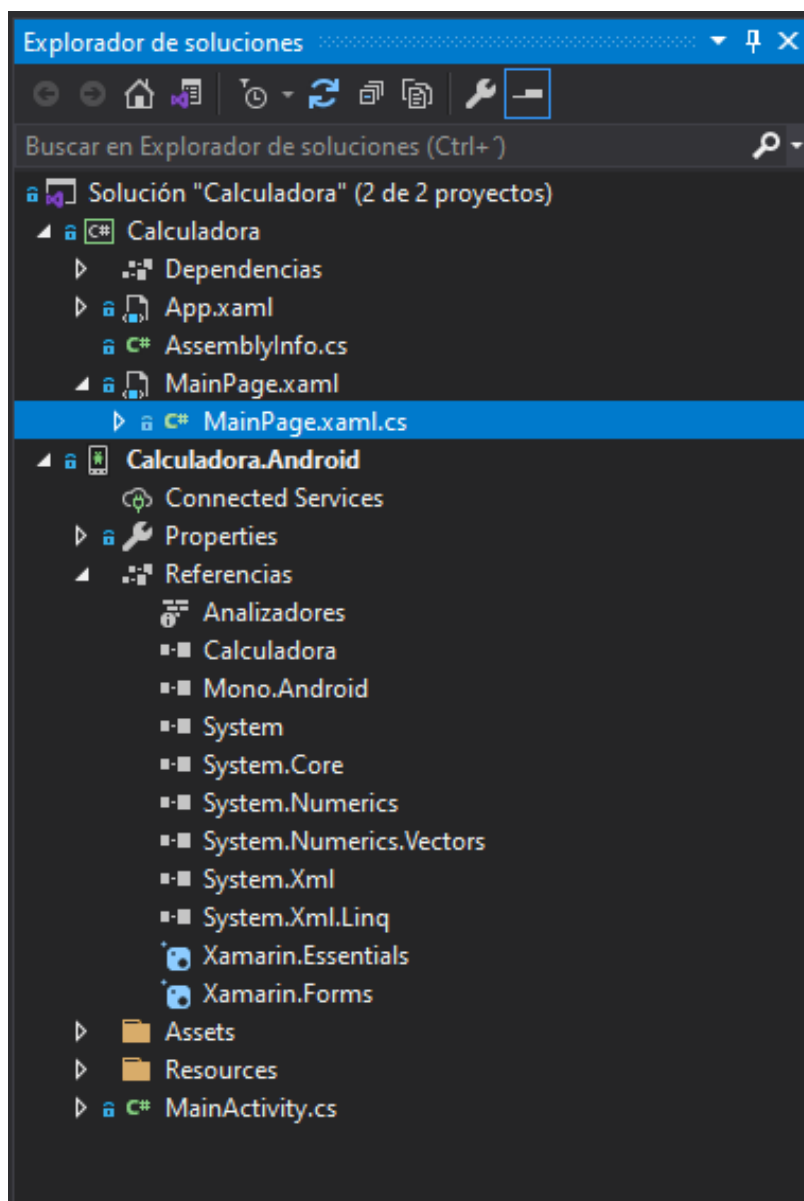 Explorador de soluciones
Buscar en Explorador de soluciones (Ctrl+´)
Solución "Calculadora" (2 de 2 proyectos)
C# Calculadora
Dependencias
App.xaml
C# AssemblyInfo.cs
MainPage.xaml
C# MainPage.xaml.cs
Calculadora.Android
Connected Services
Properties
Referencias
Analizadores
Calculadora
Mono.Android
System
System.Core
System.Numerics
System.Numerics.Vectors
System.Xml
System.Xml.Linq
Xamarin.Essentials
Xamarin.Forms
Assets
Resources
C# MainActivity.cs